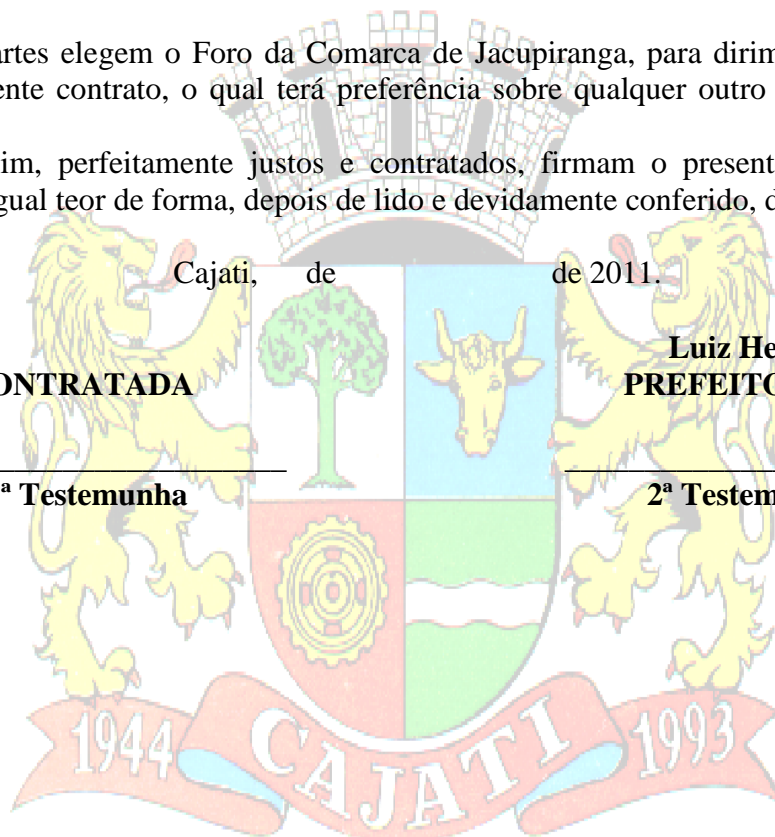 artes elegem o Foro da Comarca de Jacupiranga, para dirim
ente contrato, o qual terá preferência sobre qualquer outro
im, perfeitamente justos e contratados, firmam o present
gual teor de forma, depois de lido e devidamente conferido, d
Cajati, de de 2011.
Luiz He
ONTRATADA PREFEITO
ª Testemunha 2ª Testem
1944 CAJATI 1993